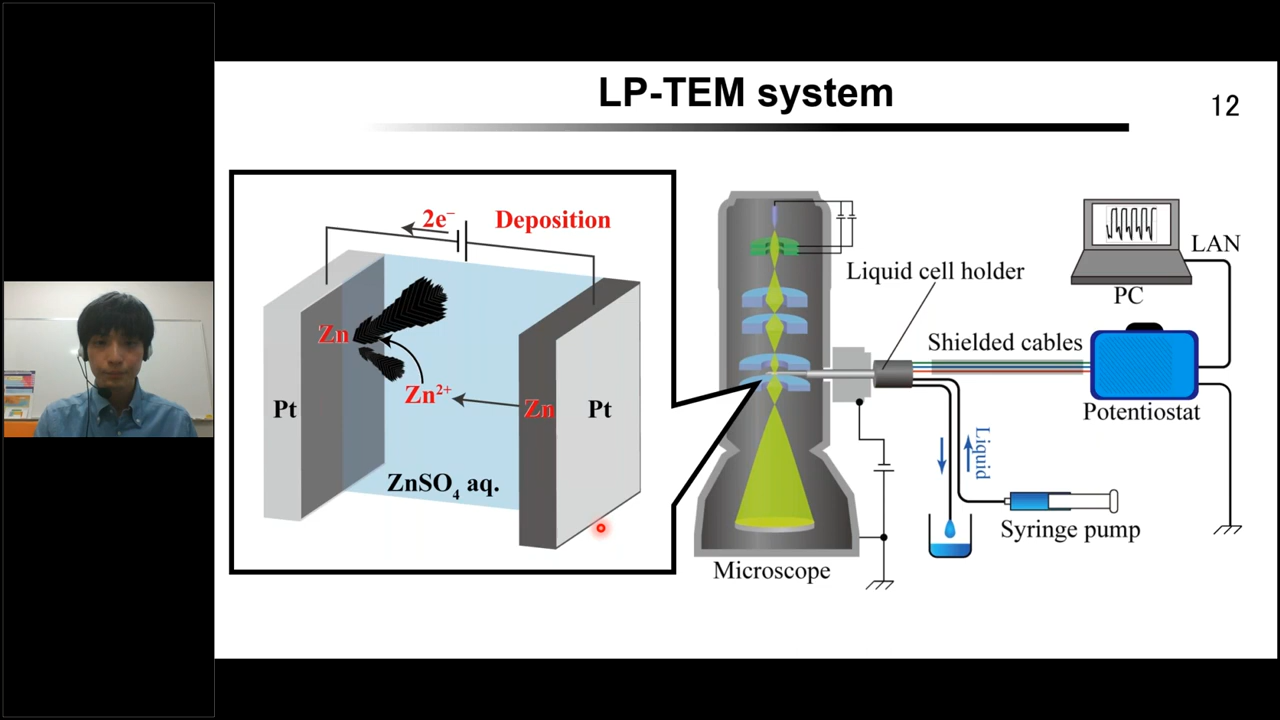 LP-TEM system
12
2e⁻
Deposition
Zn
Zn²⁺
Zn
Pt
Pt
ZnSO₄ aq.
Liquid cell holder
LAN
PC
Shielded cables
Potentiostat
Liquid
Syringe pump
Microscope